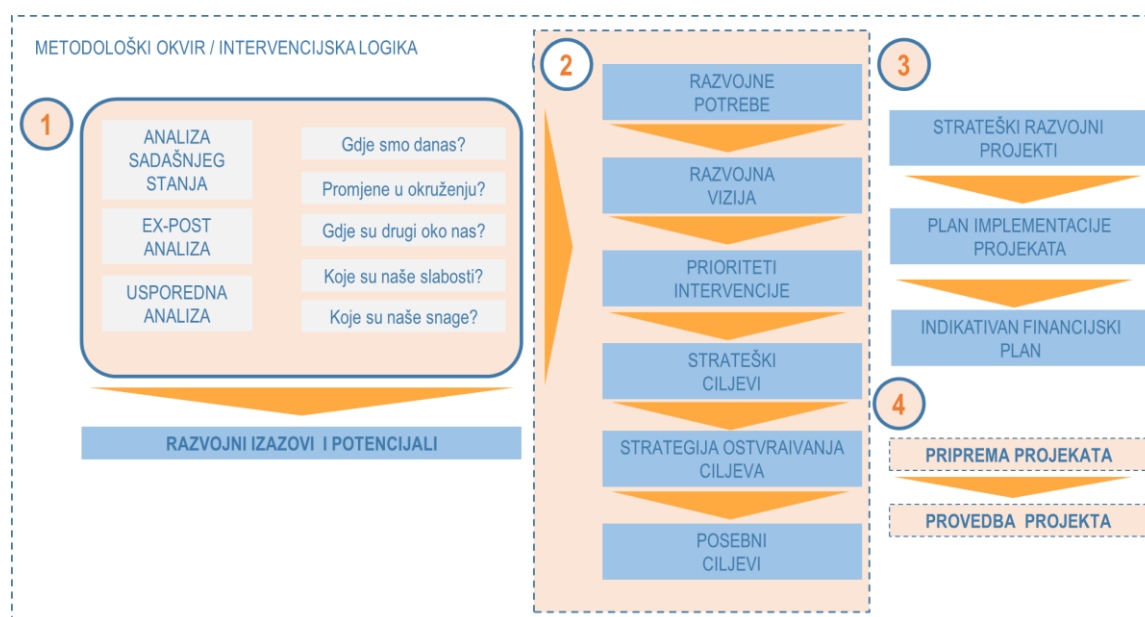 METODOLOŠKI OKVIR / INTERVENCIJSKA LOGIKA
1
ANALIZA
SADAŠNJEG
STANJA
EX-POST
ANALIZA
USPOREDNA
ANALIZA
Gdje smo danas?
Promjene u okruženju?
Gdje su drugi oko nas?
Koje su naše slabosti?
Koje su naše snage?
RAZVOJNI IZAZOVI I POTENCIJALI
2
RAZVOJNE
POTREBE
RAZVOJNA
VIZIJA
PRIORITETI
INTERVENCIJE
STRATEŠKI
CILJEVI
STRATEGIJA OSTVRAIVANJA
CILJEVA
POSEBNI
CILJEVI
3
STRATEŠKI RAZVOJNI
PROJEKTI
PLAN IMPLEMENTACIJE
PROJEKATA
INDIKATIVAN FINANCIJSKI
PLAN
4
PRIPREMA PROJEKATA
PROVEDBA PROJEKTA